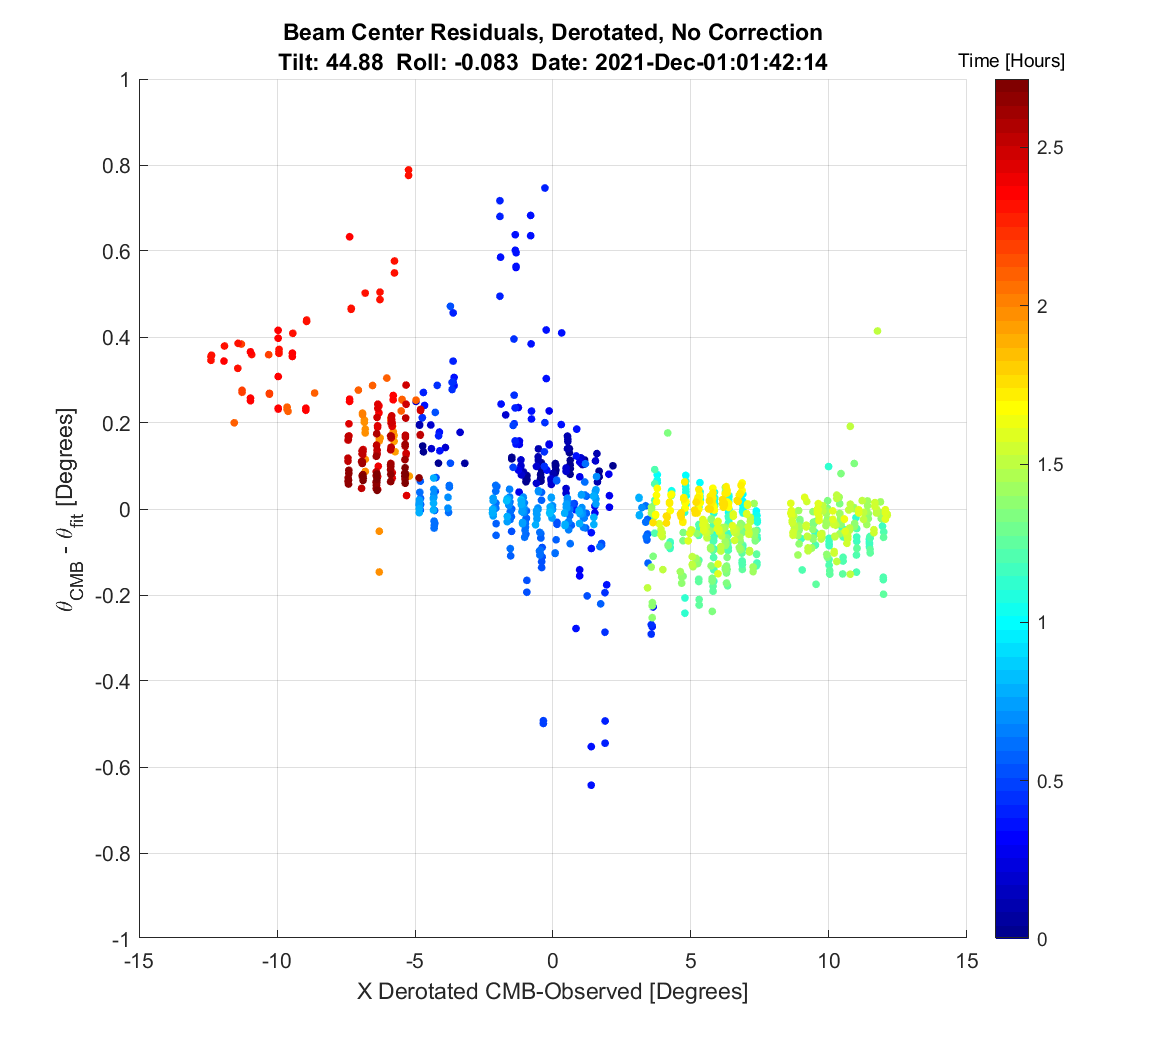 Beam Center Residuals, Derotated, No Correction
Tilt: 44.88 Roll: -0.083 Date: 2021-Dec-01:01:42:14
Time [Hours]
1
0.8
0.6
0.4
0.2
0
-0.2
-0.4
-0.6
-0.8
-1
θCMB - θfit [Degrees]
-15 -10 -5 0 5 10 15
X Derotated CMB-Observed [Degrees]
2.5
2
1.5
1
0.5
0